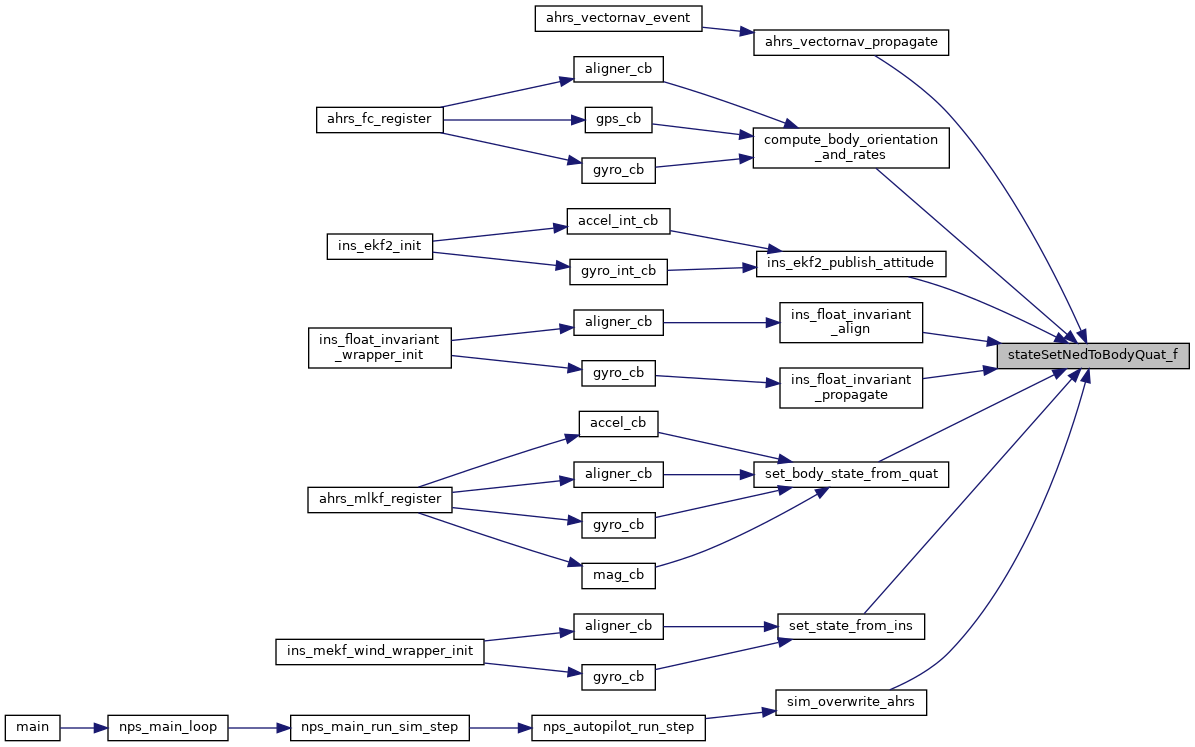 ahrs_vectornav_event
ahrs_vectornav_propagate
aligner_cb
ahrs_fc_register
gps_cb
compute_body_orientation
_and_rates
gyro_cb
accel_int_cb
ins_ekf2_init
ins_ekf2_publish_attitude
gyro_int_cb
ins_float_invariant
_align
aligner_cb
ins_float_invariant
_wrapper_init
stateSetNedToBodyQuat_f
gyro_cb
ins_float_invariant
_propagate
accel_cb
aligner_cb
set_body_state_from_quat
ahrs_mlkf_register
gyro_cb
mag_cb
aligner_cb
set_state_from_ins
ins_mekf_wind_wrapper_init
gyro_cb
sim_overwrite_ahrs
main
nps_main_loop
nps_main_run_sim_step
nps_autopilot_run_step